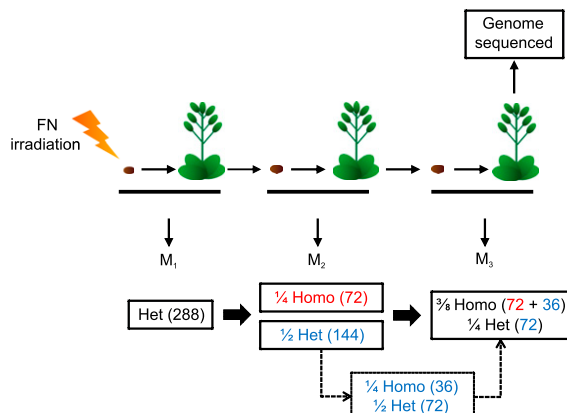 Genome
sequenced
FN
irradiation
M1
M2
M3
Het (288)
¼ Homo (72)
½ Het (144)
⅜ Homo (72 + 36)
¼ Het (72)
¼ Homo (36)
½ Het (72)